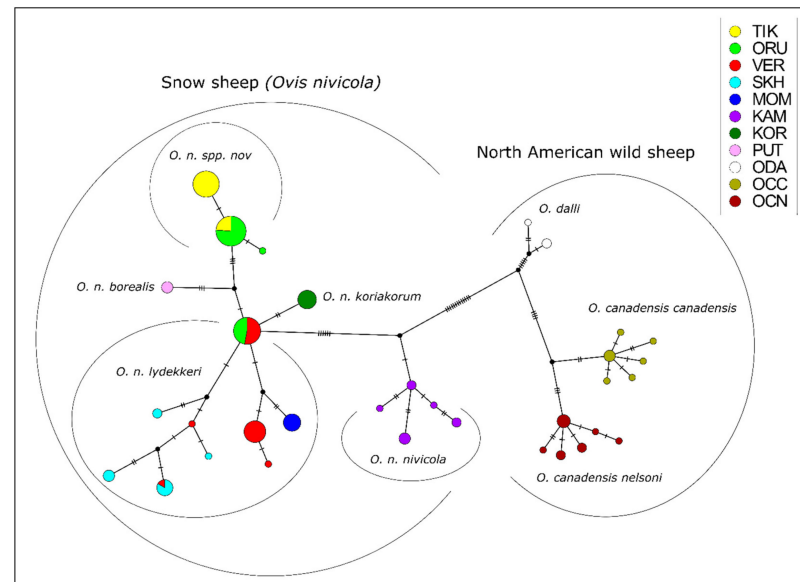 TIK
ORU
VER
SKH
MOM
KAM
KOR
PUT
ODA
OCC
OCN
Snow sheep (Ovis nivicola)
North American wild sheep
O. n. spp. nov
O. dalli
O. n. borealis
O. n. koriakorum
O. canadensis canadensis
O. n. lydekkeri
O. n. nivicola
O. canadensis nelsoni